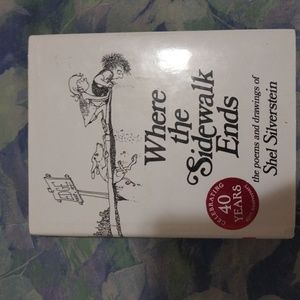 Where
the
Sidewalk
Ends
the poems and drawings of
Shel Silverstein
CELEBRATING
40
YEARS